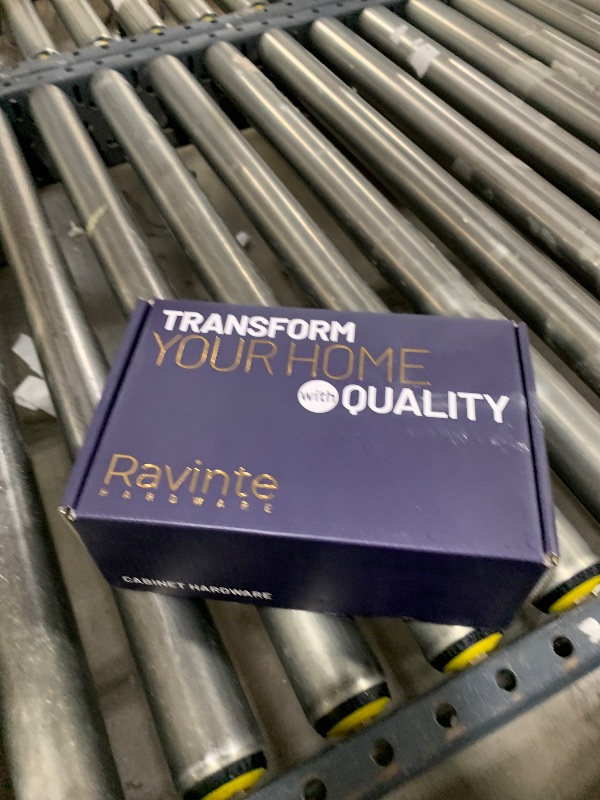 TRANSFORM
YOUR HOME
with QUALITY
Ravinte
HARDWARE
CABINET HARDWARE